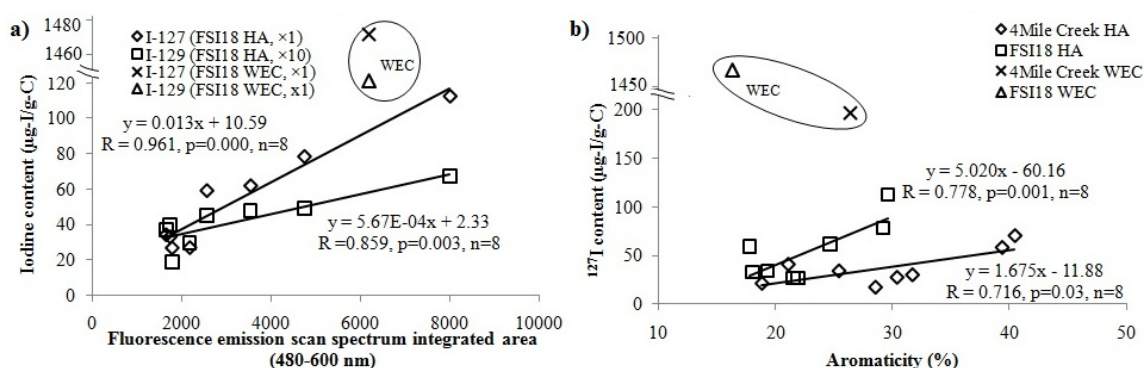 a)
Iodine content (µg-I/g-C)
1480
1460
120
100
80
60
40
20
0
◇ I-127 (FSI18 HA, ×1)
□ I-129 (FSI18 HA, ×10)
× I-127 (FSI18 WEC, ×1)
△ I-129 (FSI18 WEC, x1)
WEC
y = 0.013x + 10.59
R = 0.961, p=0.000, n=8
y = 5.67E-04x + 2.33
R =0.859, p=0.003, n=8
0 2000 4000 6000 8000 10000
Fluorescence emission scan spectrum integrated area
(480-600 nm)
b)
¹²⁷I content (µg-I/g-C)
1500
1450
200
150
100
50
0
◇ 4Mile Creek HA
□ FSI18 HA
× 4Mile Creek WEC
△ FSI18 WEC
WEC
y = 5.020x - 60.16
R = 0.778, p=0.001, n=8
y = 1.675x - 11.88
R = 0.716, p=0.03, n=8
10 20 30 40 50
Aromaticity (%)